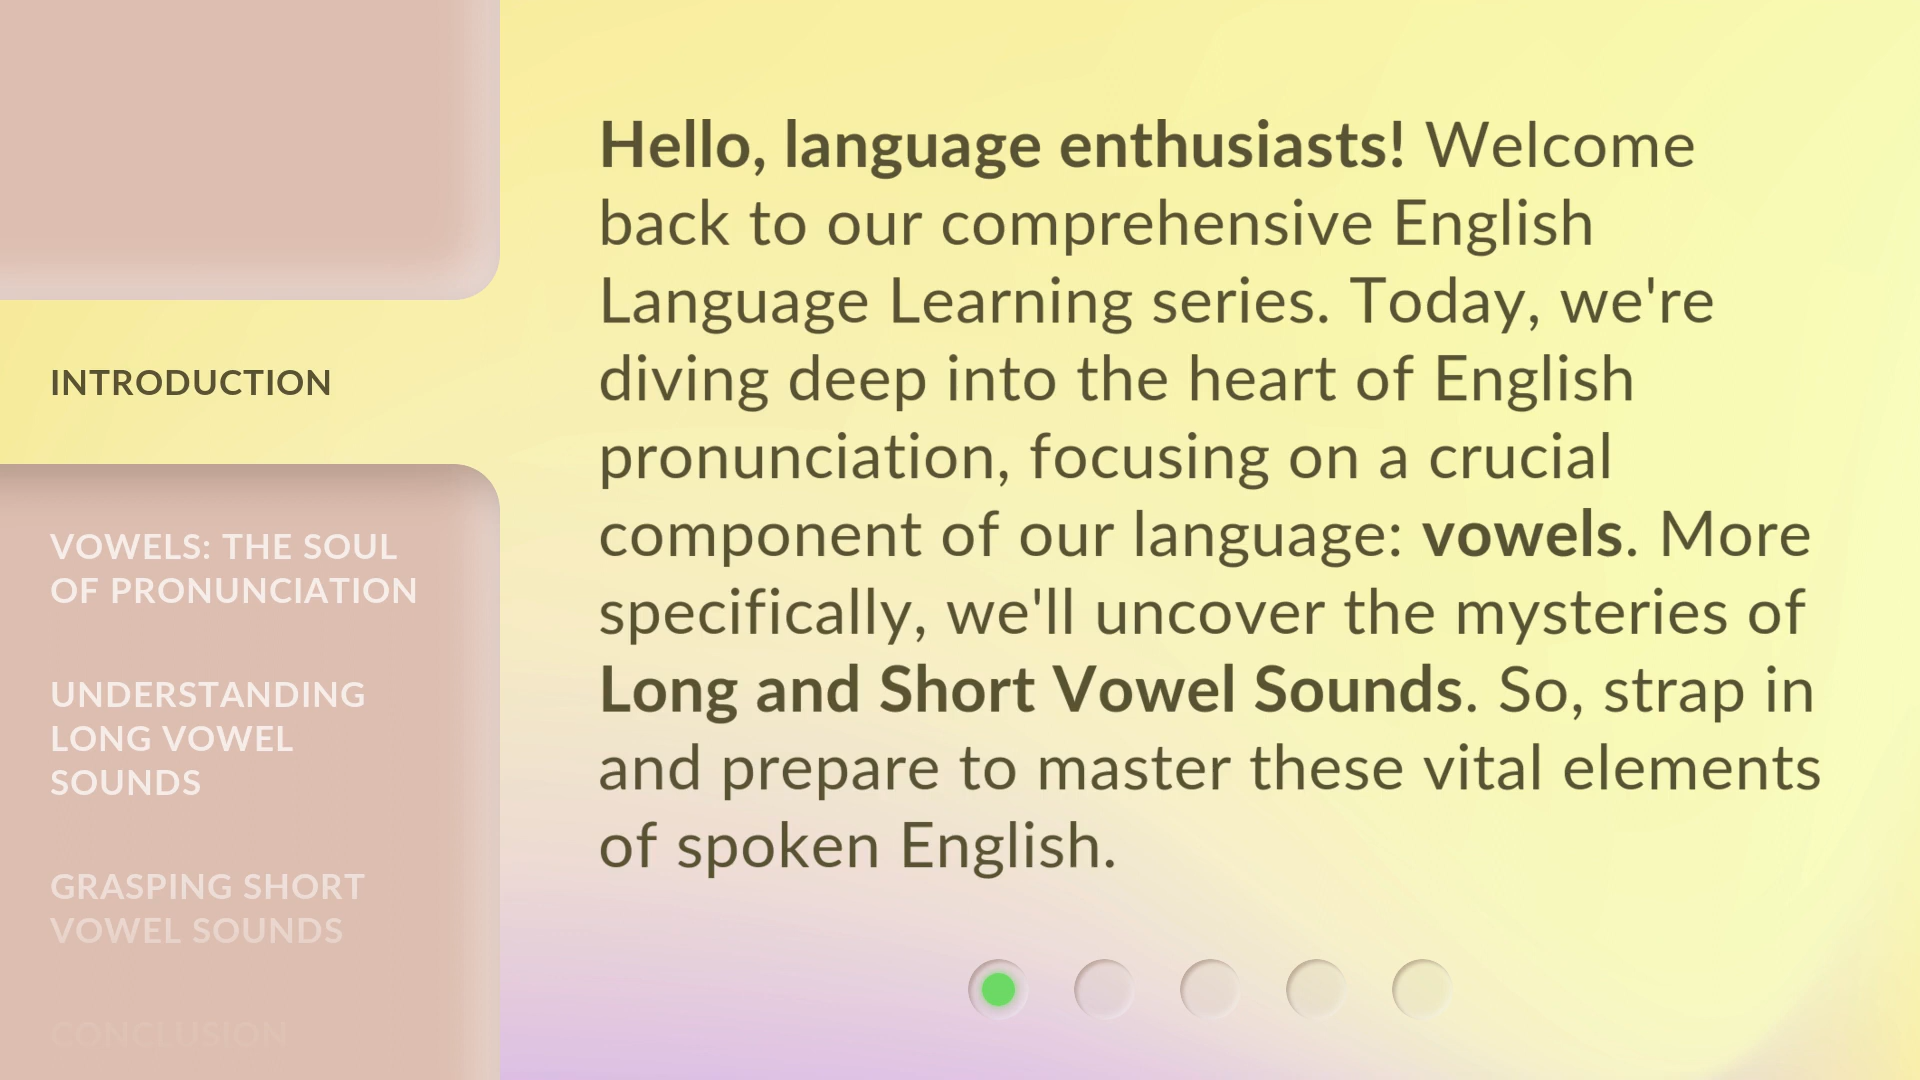 INTRODUCTION
VOWELS: THE SOUL
OF PRONUNCIATION
UNDERSTANDING
LONG VOWEL
SOUNDS
GRASPING SHORT
VOWEL SOUNDS
CONCLUSION
Hello, language enthusiasts! Welcome
back to our comprehensive English
Language Learning series. Today, we're
diving deep into the heart of English
pronunciation, focusing on a crucial
component of our language: vowels. More
specifically, we'll uncover the mysteries of
Long and Short Vowel Sounds. So, strap in
and prepare to master these vital elements
of spoken English.